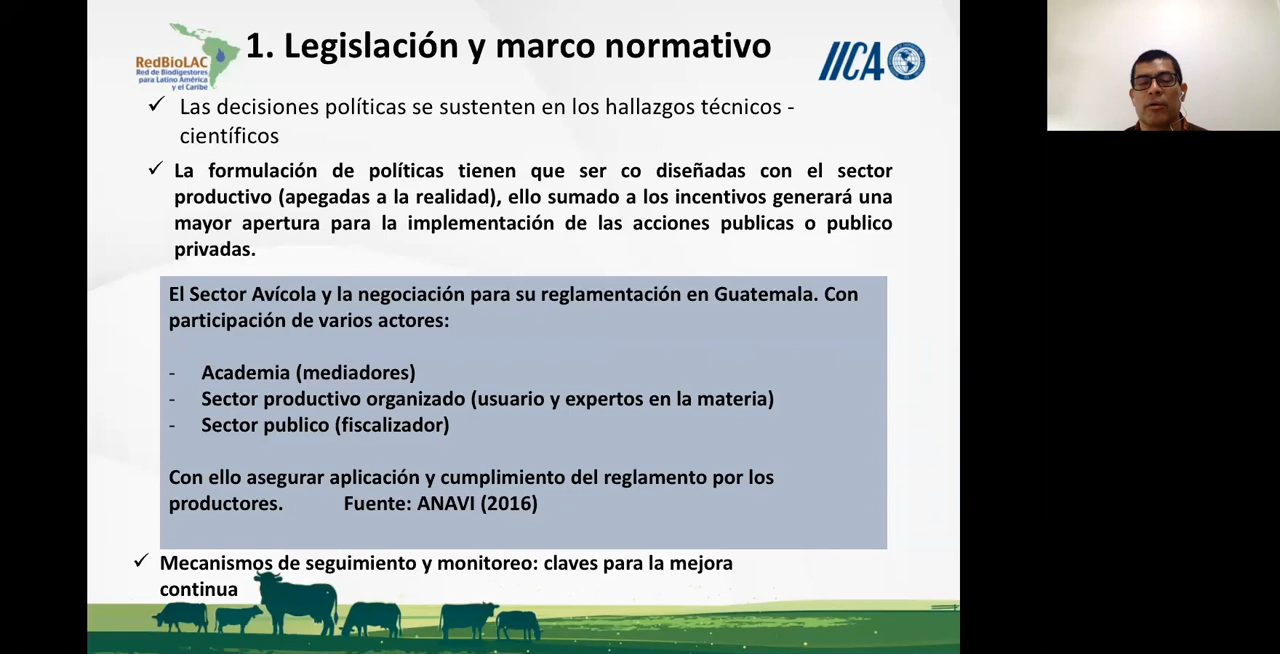 1. Legislación y marco normativo
RedBioLAC
Red de Biodigestores
para Latino América
y el Caribe
IICA
Las decisiones políticas se sustenten en los hallazgos técnicos -
científicos
La formulación de políticas tienen que ser co diseñadas con el sector
productivo (apegadas a la realidad), ello sumado a los incentivos generará una
mayor apertura para la implementación de las acciones publicas o publico
privadas.
El Sector Avícola y la negociación para su reglamentación en Guatemala. Con
participación de varios actores:
- Academia (mediadores)
- Sector productivo organizado (usuario y expertos en la materia)
- Sector publico (fiscalizador)
Con ello asegurar aplicación y cumplimiento del reglamento por los
productores. Fuente: ANAVI (2016)
Mecanismos de seguimiento y monitoreo: claves para la mejora
continua